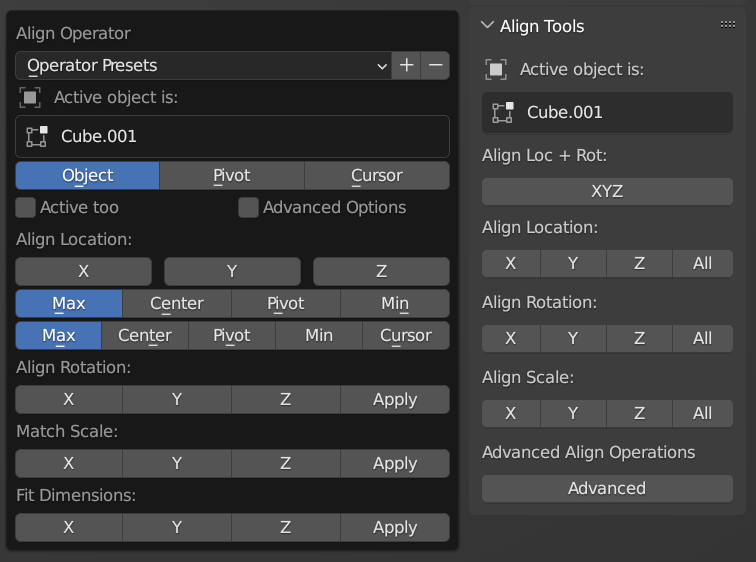 Align Operator
Operator Presets
Active object is:
Cube.001
Object Pivot Cursor
Active too Advanced Options
Align Location:
X Y Z
Max Center Pivot Min
Max Center Pivot Min Cursor
Align Rotation:
X Y Z Apply
Match Scale:
X Y Z Apply
Fit Dimensions:
X Y Z Apply
Align Tools
Active object is:
Cube.001
Align Loc + Rot:
XYZ
Align Location:
X Y Z All
Align Rotation:
X Y Z All
Align Scale:
X Y Z All
Advanced Align Operations
Advanced